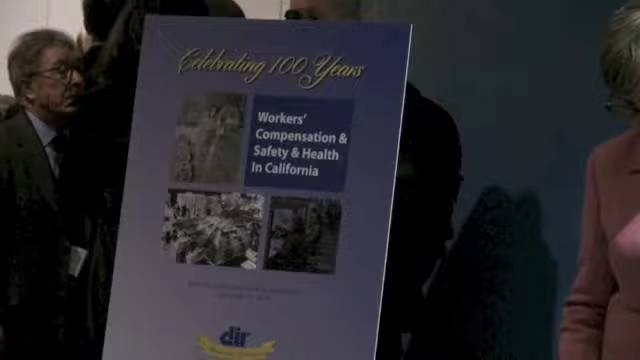 Celebrating 100 Years
Workers'
Compensation &
Safety & Health
In California
dir